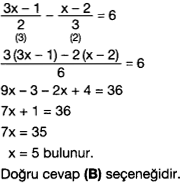 3x − 1/2 − x − 2/3 = 6
(3) (2)
3 (3x − 1) − 2 (x − 2)/6 = 6
9x − 3 − 2x + 4 = 36
7x + 1 = 36
7x = 35
x = 5 bulunur.
Doğru cevap (B) seçeneğidir.